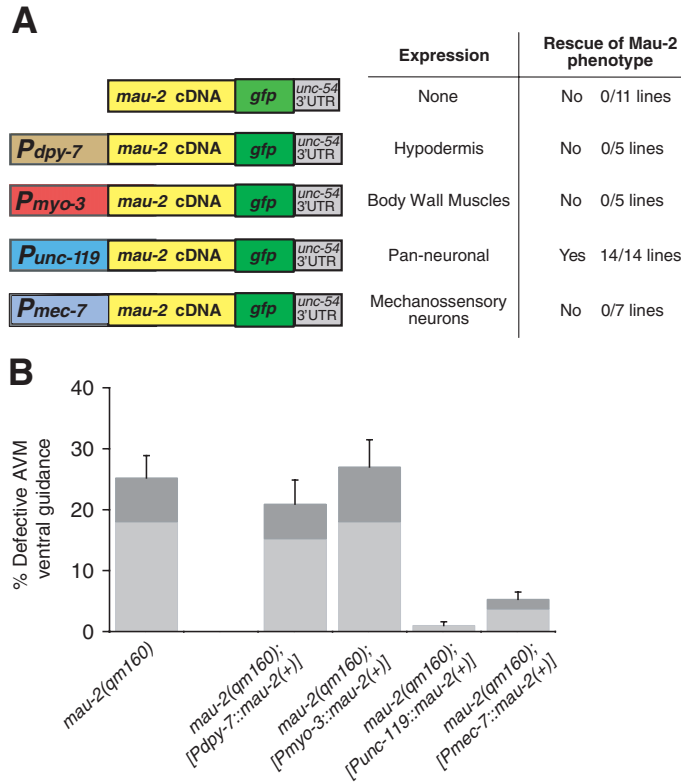 A
Expression
Rescue of Mau-2
phenotype
mau-2 cDNA gfp unc-54
3'UTR
None No 0/11 lines
Pdpy-7 mau-2 cDNA gfp unc-54
3'UTR
Hypodermis No 0/5 lines
Pmyo-3 mau-2 cDNA gfp unc-54
3'UTR
Body Wall Muscles No 0/5 lines
Punc-119 mau-2 cDNA gfp unc-54
3'UTR
Pan-neuronal Yes 14/14 lines
Pmec-7 mau-2 cDNA gfp unc-54
3'UTR
Mechanossensory
neurons
No 0/7 lines
B
% Defective AVM
ventral guidance
40
30
20
10
0
mau-2(qm160)
mau-2(qm160);
[Pdpy-7::mau-2(+)]
mau-2(qm160);
[Pmyo-3::mau-2(+)]
mau-2(qm160);
[Punc-119::mau-2(+)]
mau-2(qm160);
[Pmec-7::mau-2(+)]